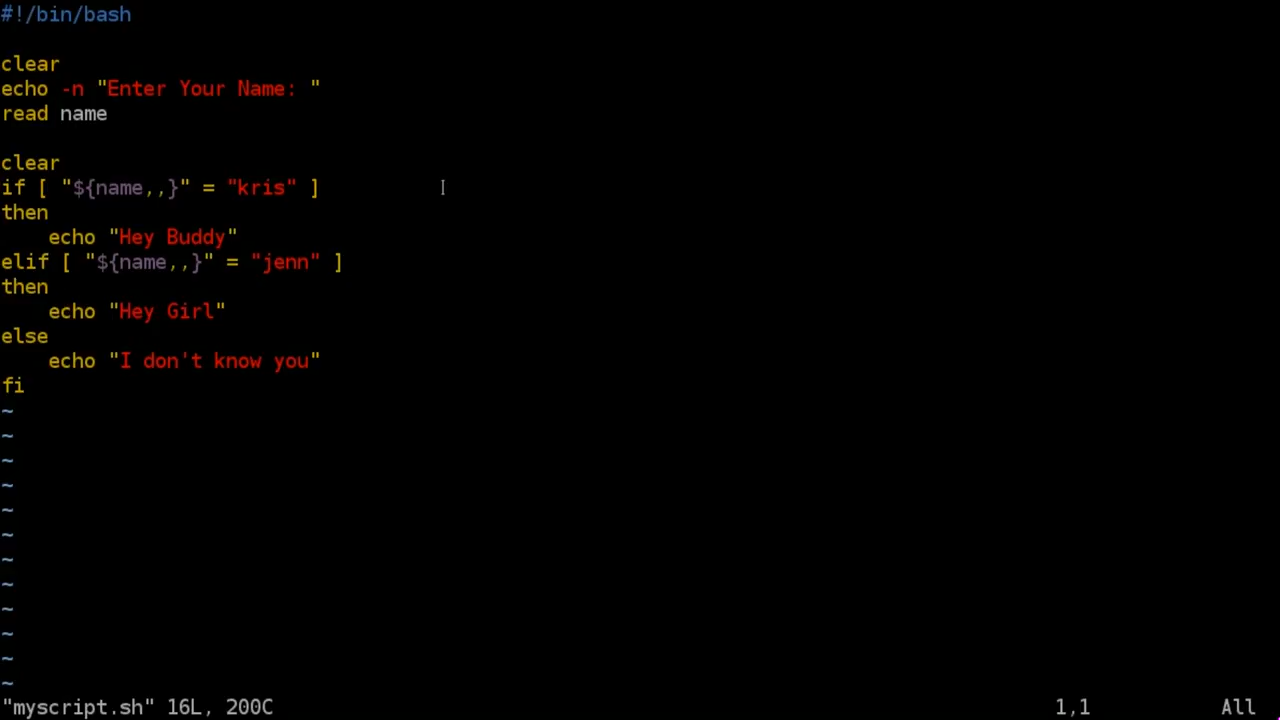 #!/bin/bash
clear
echo -n "Enter Your Name: "
read name
clear
if [ "${name,,}" = "kris" ]
then
    echo "Hey Buddy"
elif [ "${name,,}" = "jenn" ]
then
    echo "Hey Girl"
else
    echo "I don't know you"
fi
~
~
~
~
~
~
~
~
~
~
~
~
"myscript.sh" 16L, 200C 1,1 All